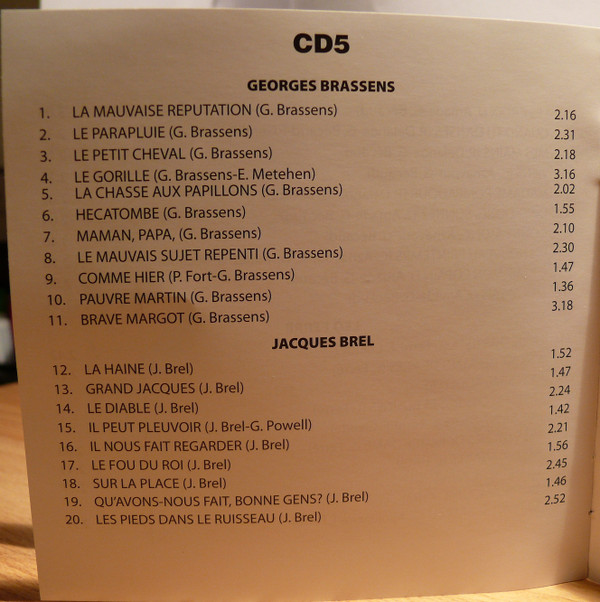 CD5
GEORGES BRASSENS
1. LA MAUVAISE REPUTATION (G. Brassens) 2.16
2. LE PARAPLUIE (G. Brassens) 2.31
3. LE PETIT CHEVAL (G. Brassens) 2.18
4. LE GORILLE (G. Brassens-E. Metehen) 3.16
5. LA CHASSE AUX PAPILLONS (G. Brassens) 2.02
6. HECATOMBE (G. Brassens) 1.55
7. MAMAN, PAPA, (G. Brassens) 2.10
8. LE MAUVAIS SUJET REPENTI (G. Brassens) 2.30
9. COMME HIER (P. Fort-G. Brassens) 1.47
10. PAUVRE MARTIN (G. Brassens) 1.36
11. BRAVE MARGOT (G. Brassens) 3.18
JACQUES BREL
12. LA HAINE (J. Brel) 1.52
13. GRAND JACQUES (J. Brel) 1.47
14. LE DIABLE (J. Brel) 2.24
15. IL PEUT PLEUVOIR (J. Brel-G. Powell) 1.42
16. IL NOUS FAIT REGARDER (J. Brel) 2.21
17. LE FOU DU ROI (J. Brel) 1.56
18. SUR LA PLACE (J. Brel) 2.45
19. QU'AVONS-NOUS FAIT, BONNE GENS? (J. Brel) 1.46
20. LES PIEDS DANS LE RUISSEAU (J. Brel) 2.52